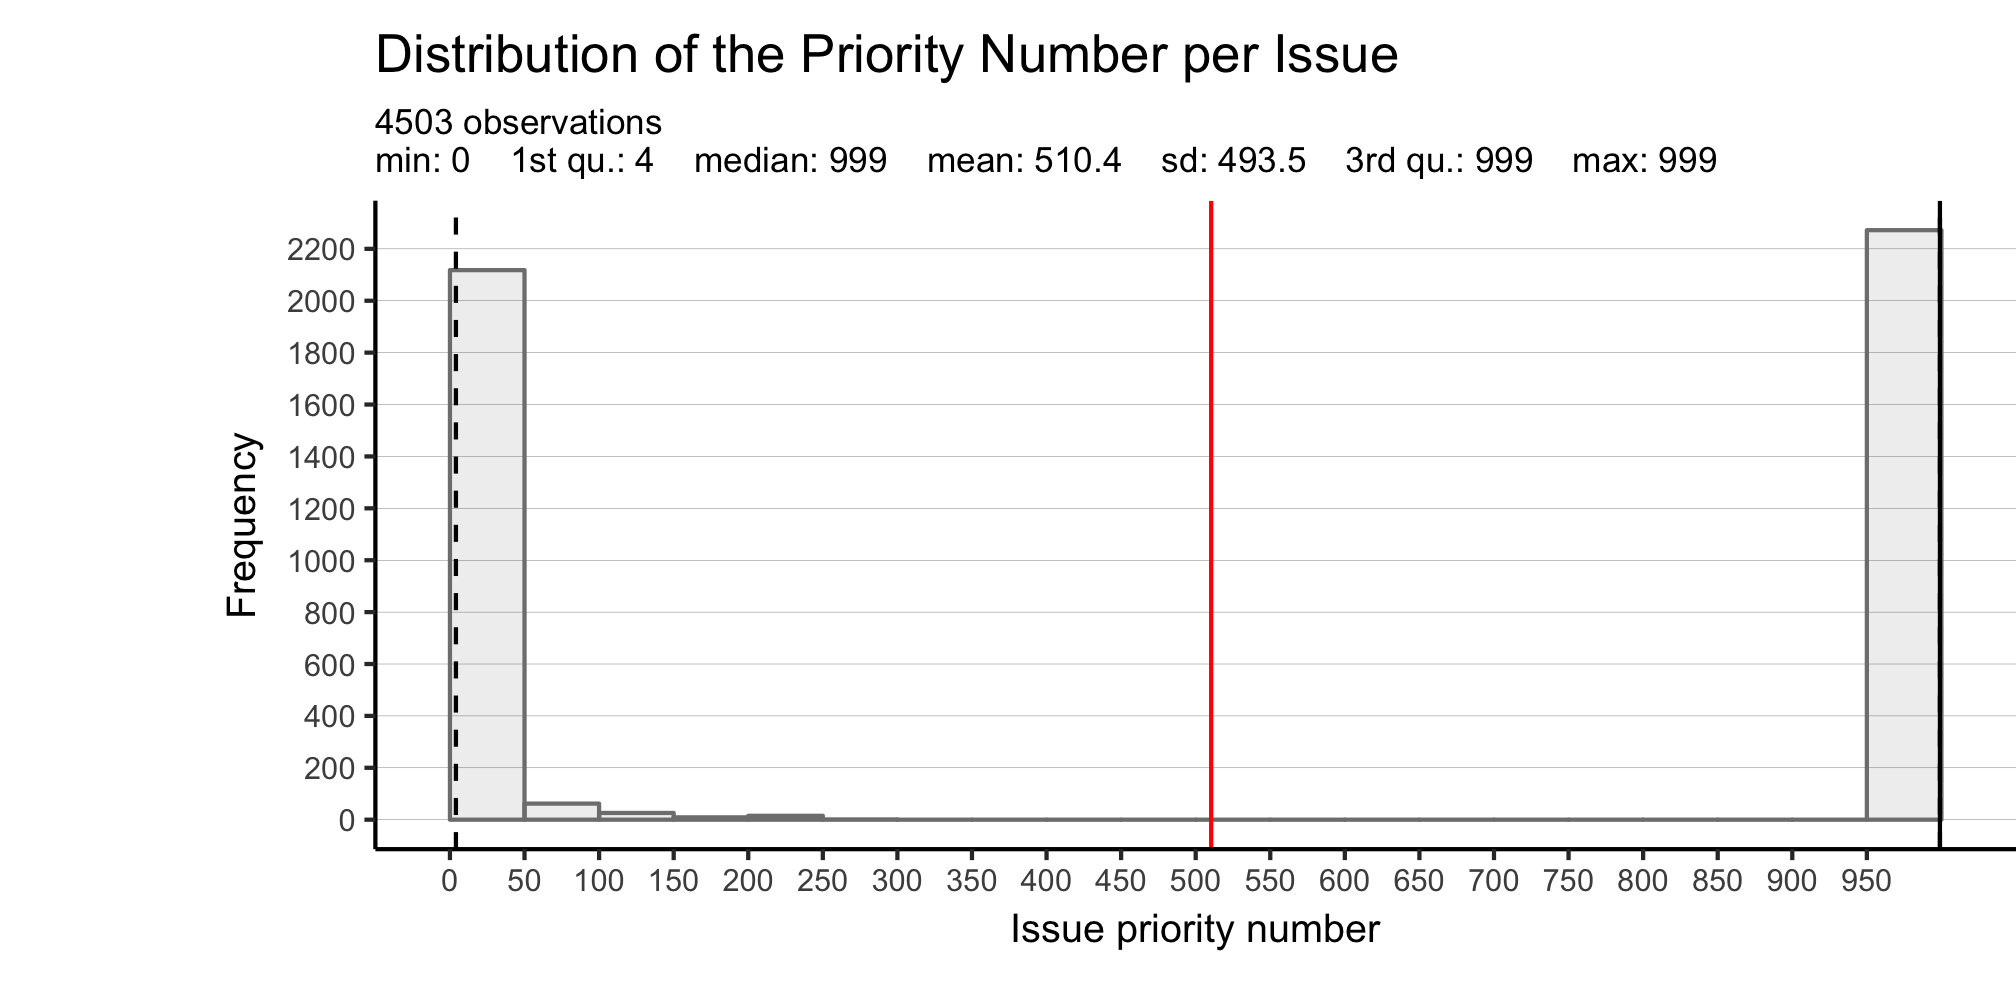 Distribution of the Priority Number per Issue
4503 observations
min: 0 1st qu.: 4 median: 999 mean: 510.4 sd: 493.5 3rd qu.: 999 max: 999
Frequency
2200
2000
1800
1600
1400
1200
1000
800
600
400
200
0
0 50 100 150 200 250 300 350 400 450 500 550 600 650 700 750 800 850 900 950
Issue priority number